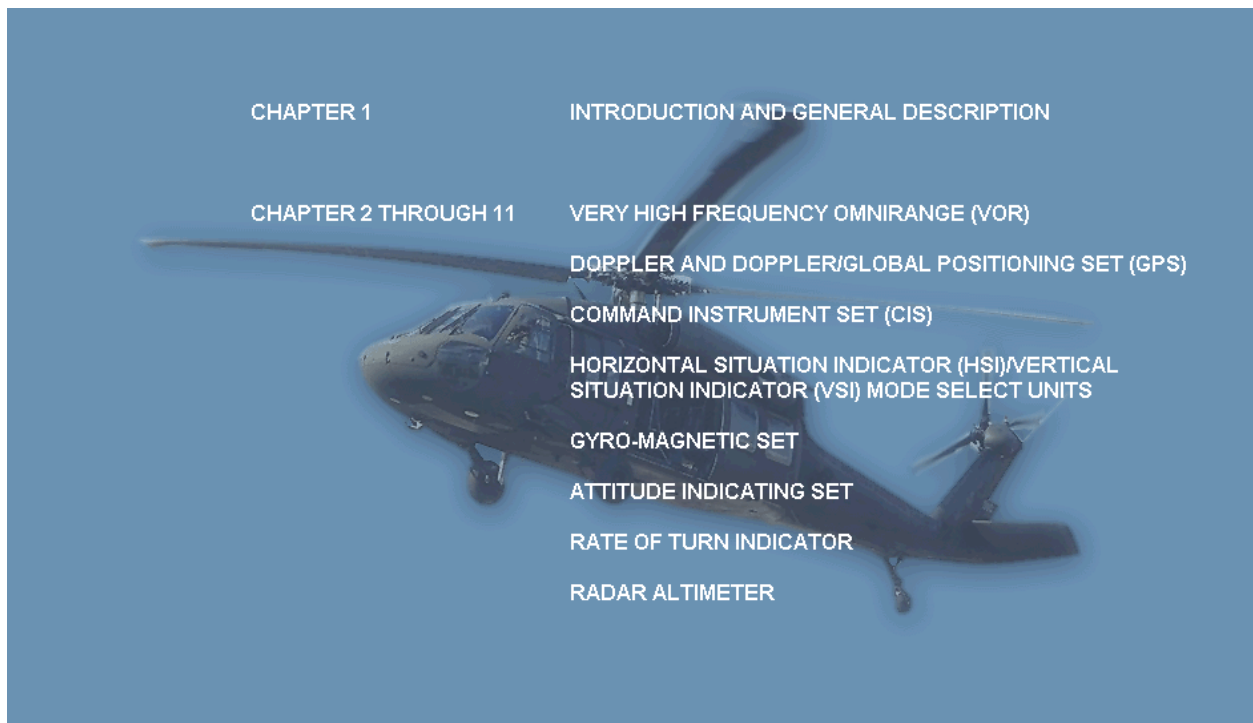 CHAPTER 1 INTRODUCTION AND GENERAL DESCRIPTION
CHAPTER 2 THROUGH 11 VERY HIGH FREQUENCY OMNIRANGE (VOR)
DOPPLER AND DOPPLER/GLOBAL POSITIONING SET (GPS)
COMMAND INSTRUMENT SET (CIS)
HORIZONTAL SITUATION INDICATOR (HSI)/VERTICAL
SITUATION INDICATOR (VSI) MODE SELECT UNITS
GYRO-MAGNETIC SET
ATTITUDE INDICATING SET
RATE OF TURN INDICATOR
RADAR ALTIMETER